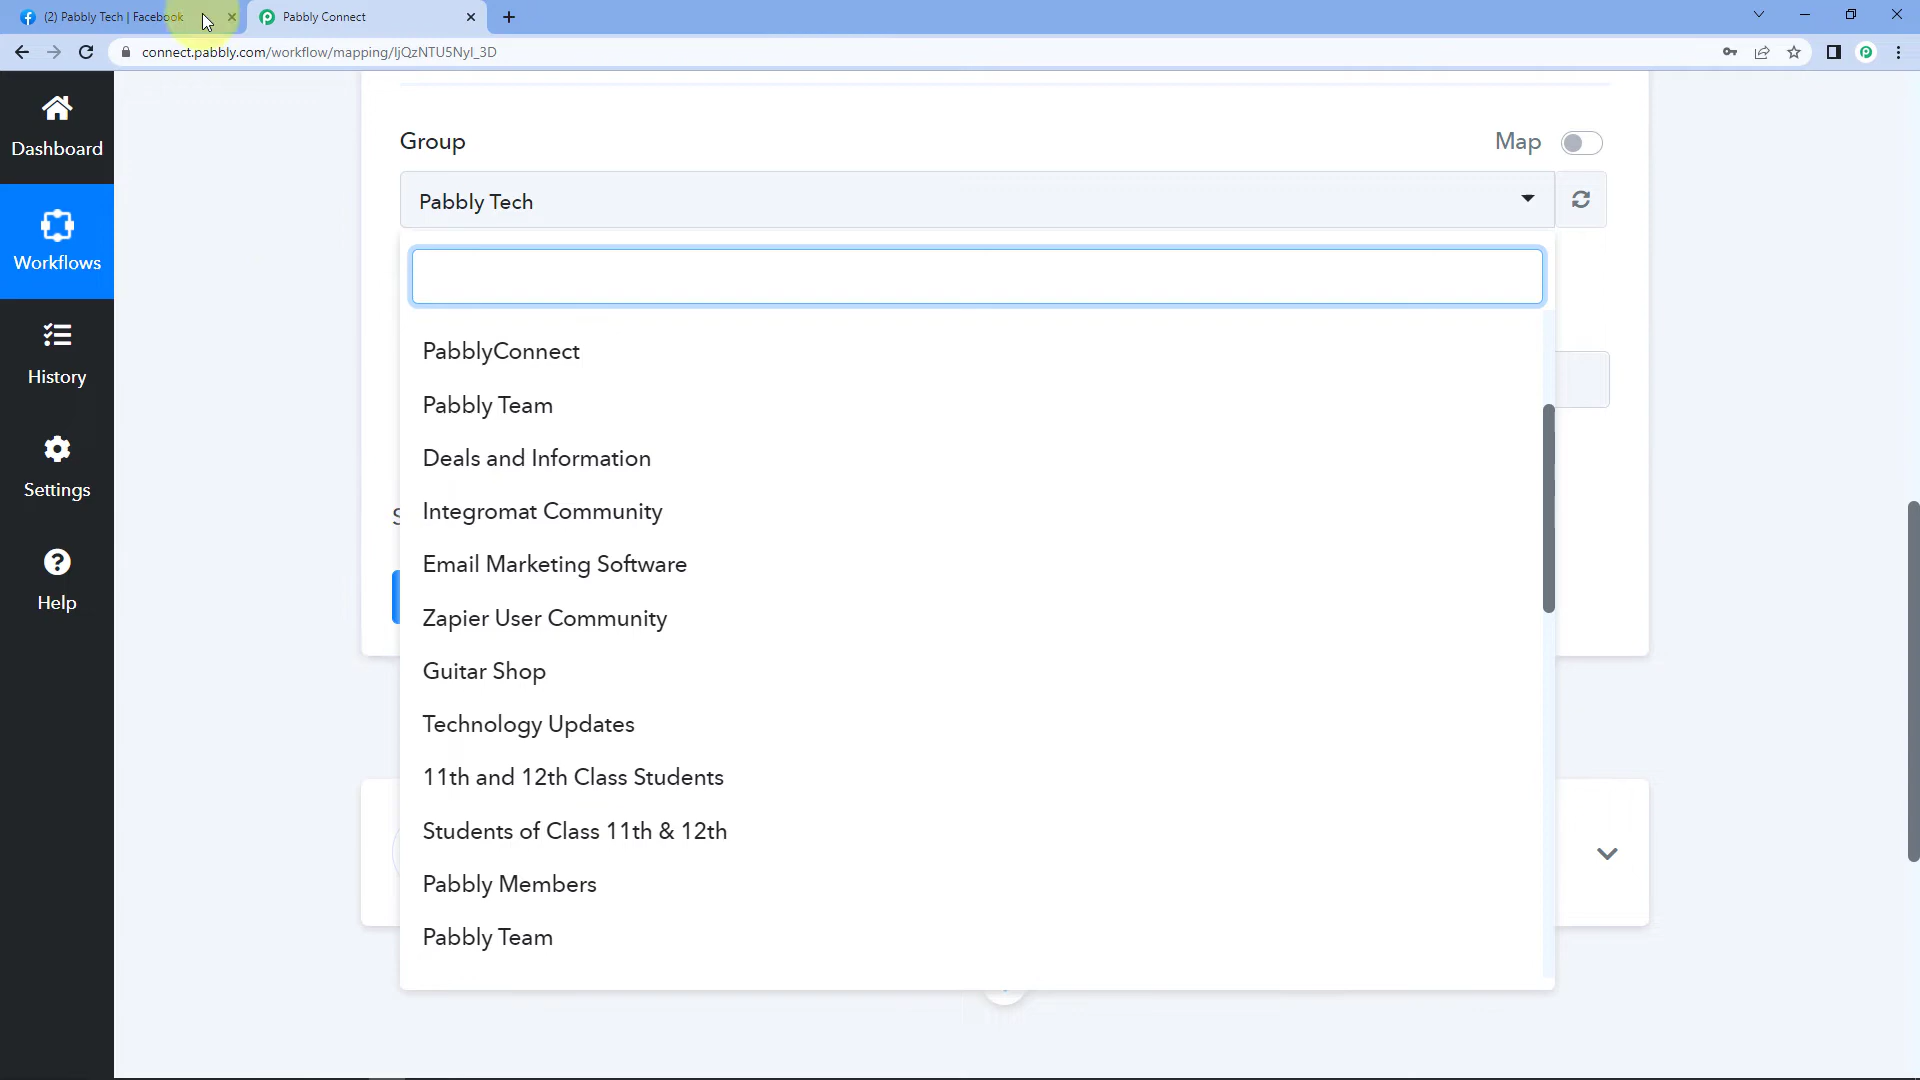 (2) Pabbly Tech | Facebook
Pabbly Connect
connect.pabbly.com/workflow/mapping/IjQzNTU5NyI_3D
Dashboard
Workflows
History
Settings
Help
Group
Map
Pabbly Tech
PabblyConnect
Pabbly Team
Deals and Information
Integromat Community
Email Marketing Software
Zapier User Community
Guitar Shop
Technology Updates
11th and 12th Class Students
Students of Class 11th & 12th
Pabbly Members
Pabbly Team